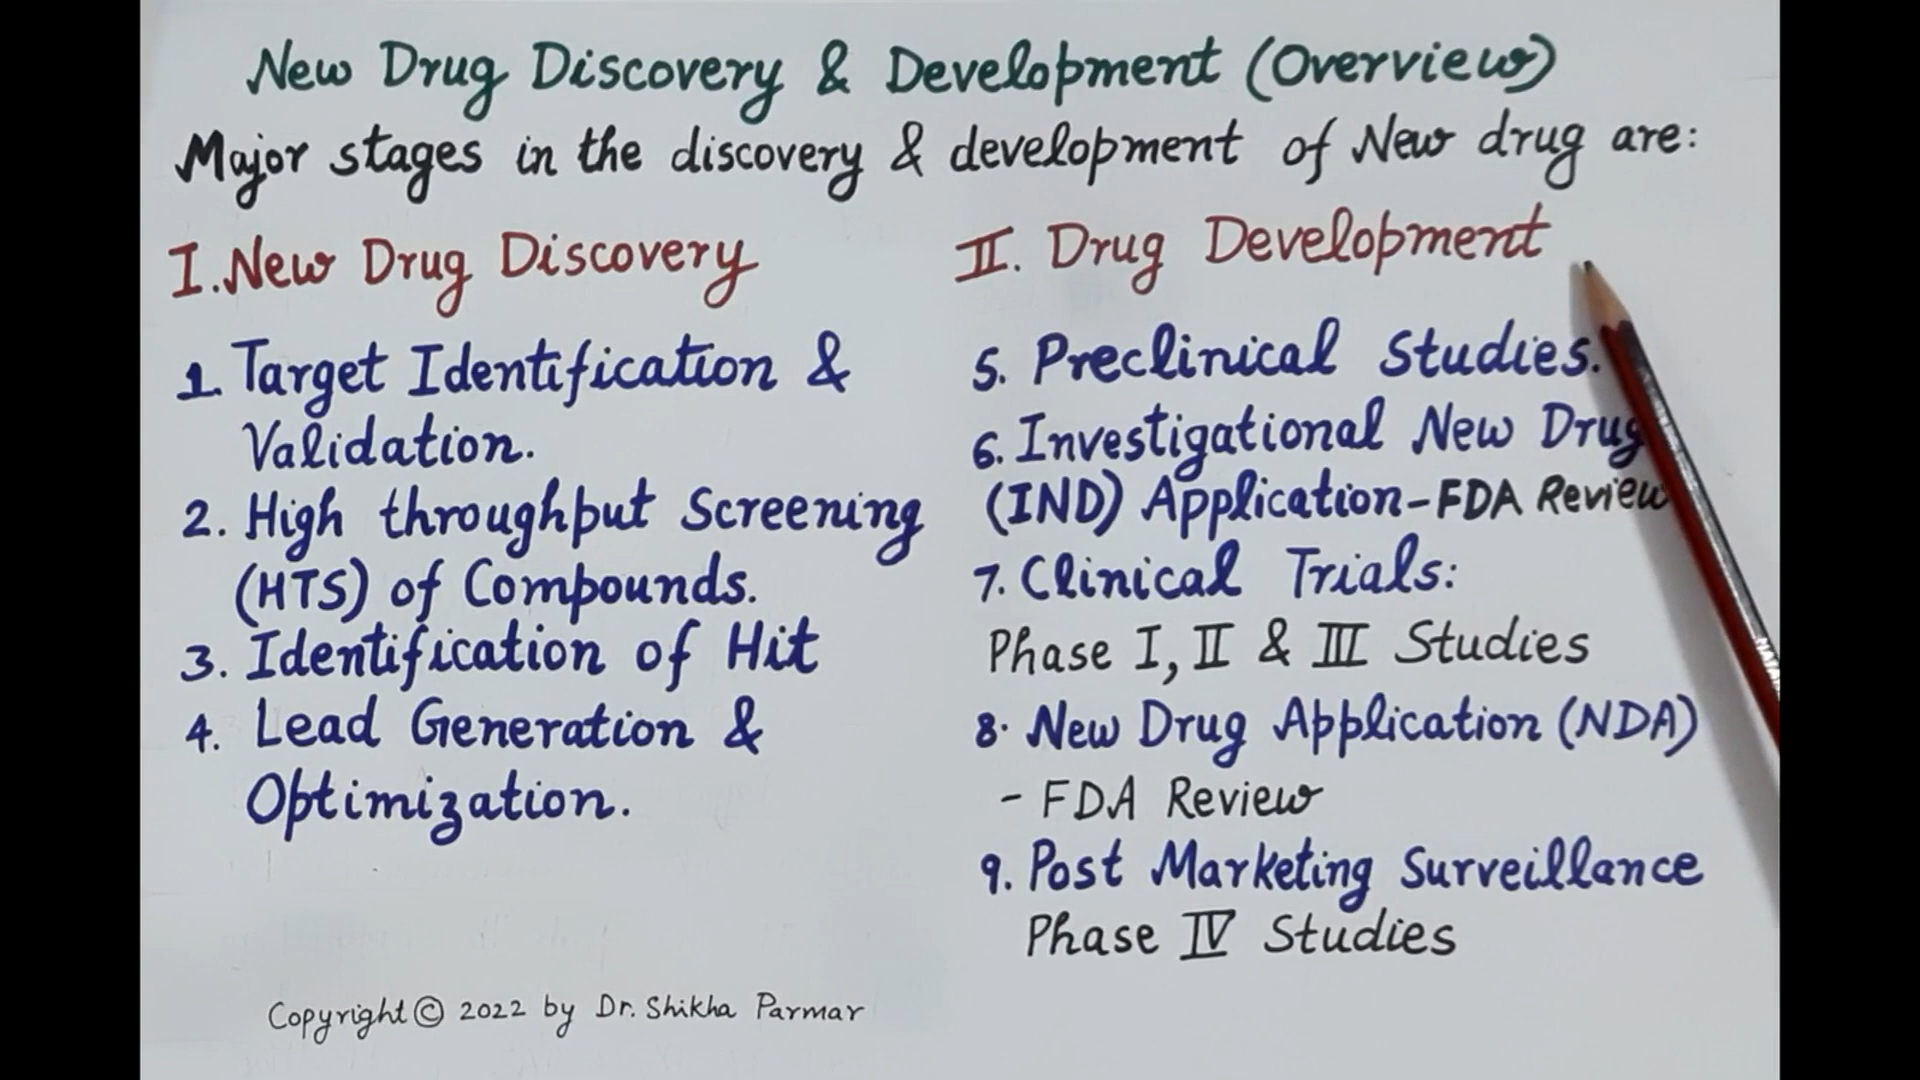 New Drug Discovery & Development (Overview)
Major stages in the discovery & development of New drug are:
I. New Drug Discovery
1. Target Identification &
Validation.
2. High throughput Screening
(HTS) of Compounds.
3. Identification of Hit
4. Lead Generation &
Optimization.
II. Drug Development
5. Preclinical Studies.
6. Investigational New Drug
(IND) Application - FDA Review
7. Clinical Trials:
Phase I, II & III Studies
8. New Drug Application (NDA)
- FDA Review
9. Post Marketing Surveillance
Phase IV Studies
Copyright © 2022 by Dr. Shikha Parmar